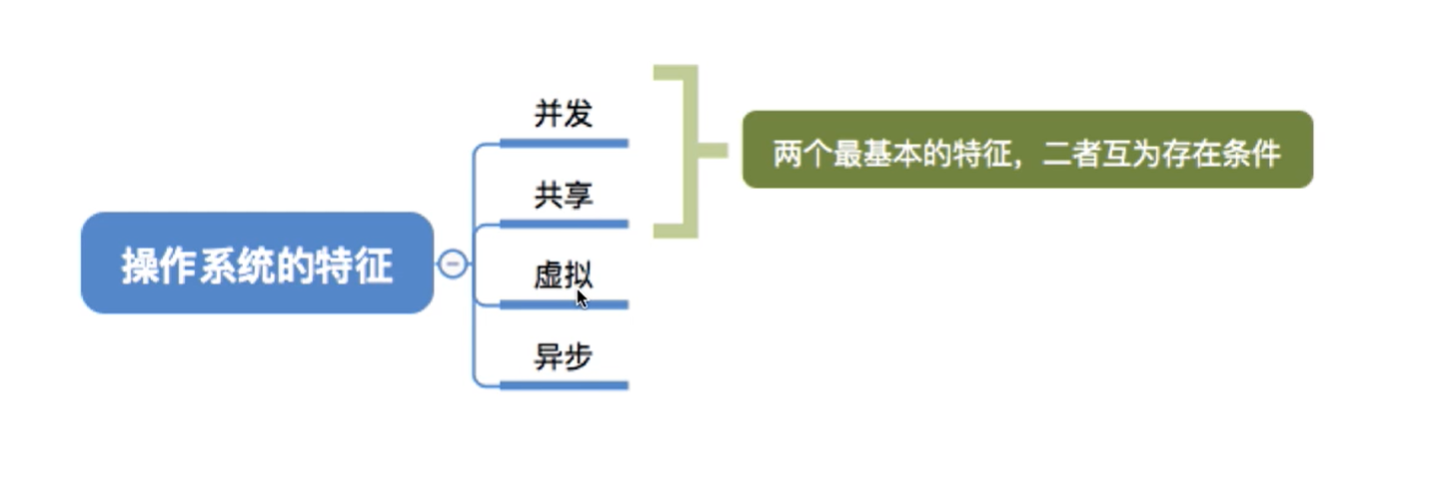 操作系统的特征
并发
共享
虚拟
异步
两个最基本的特征，二者互为存在条件